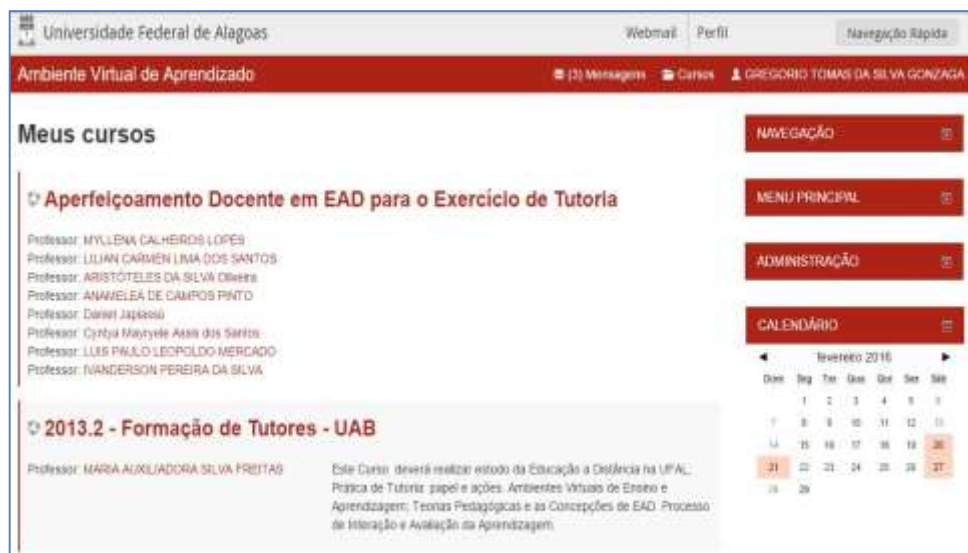 Universidade Federal de Alagoas
Webmail Perfil Navegação Rápida
Ambiente Virtual de Aprendizado
(3) Mensagens Cursos GREGORIO TOMAS DA SILVA GONZAGA
Meus cursos
Aperfeiçoamento Docente em EAD para o Exercício de Tutoria
Professor: MYLLENA CALHEIROS LOPES
Professor: LILIAN CARMEN LIMA DOS SANTOS
Professor: ARISTÓTELES DA SILVA Oliveira
Professor: ANAMELEA DE CAMPOS PINTO
Professor: Daniel Japiassú
Professor: Cyntya Mayryele Assis dos Santos
Professor: LUIS PAULO LEOPOLDO MERCADO
Professor: IVANDERSON PEREIRA DA SILVA
2013.2 - Formação de Tutores - UAB
Professor: MARIA AUXILIADORA SILVA FREITAS
Este Curso deverá realizar estudo da Educação a Distância na UFAL;
Prática de Tutoria: papel e ações. Ambientes Virtuais de Ensino e
Aprendizagem; Teorias Pedagógicas e as Concepções de EAD. Processo
de Interação e Avaliação da Aprendizagem.
NAVEGAÇÃO
MENU PRINCIPAL
ADMINISTRAÇÃO
CALENDÁRIO
fevereiro 2016
Dom Seg Ter Qua Qui Sex Sáb
1 2 3 4 5 6
7 8 9 10 11 12 13
14 15 16 17 18 19 20
21 22 23 24 25 26 27
28 29